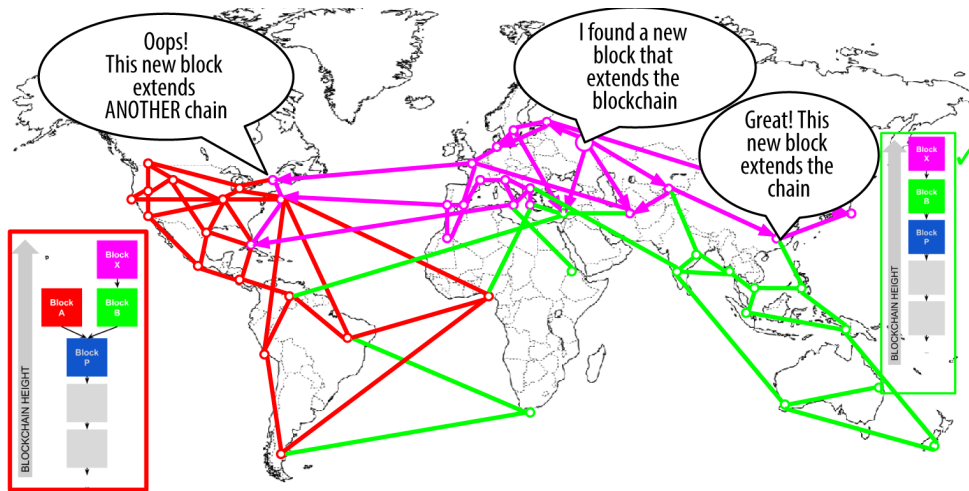 Oops!
This new block
extends
ANOTHER chain
I found a new
block that
extends the
blockchain
Great! This
new block
extends the
chain
BLOCKCHAIN HEIGHT
Block
X
Block
A
Block
B
Block
P
BLOCKCHAIN HEIGHT
Block
X
Block
B
Block
P